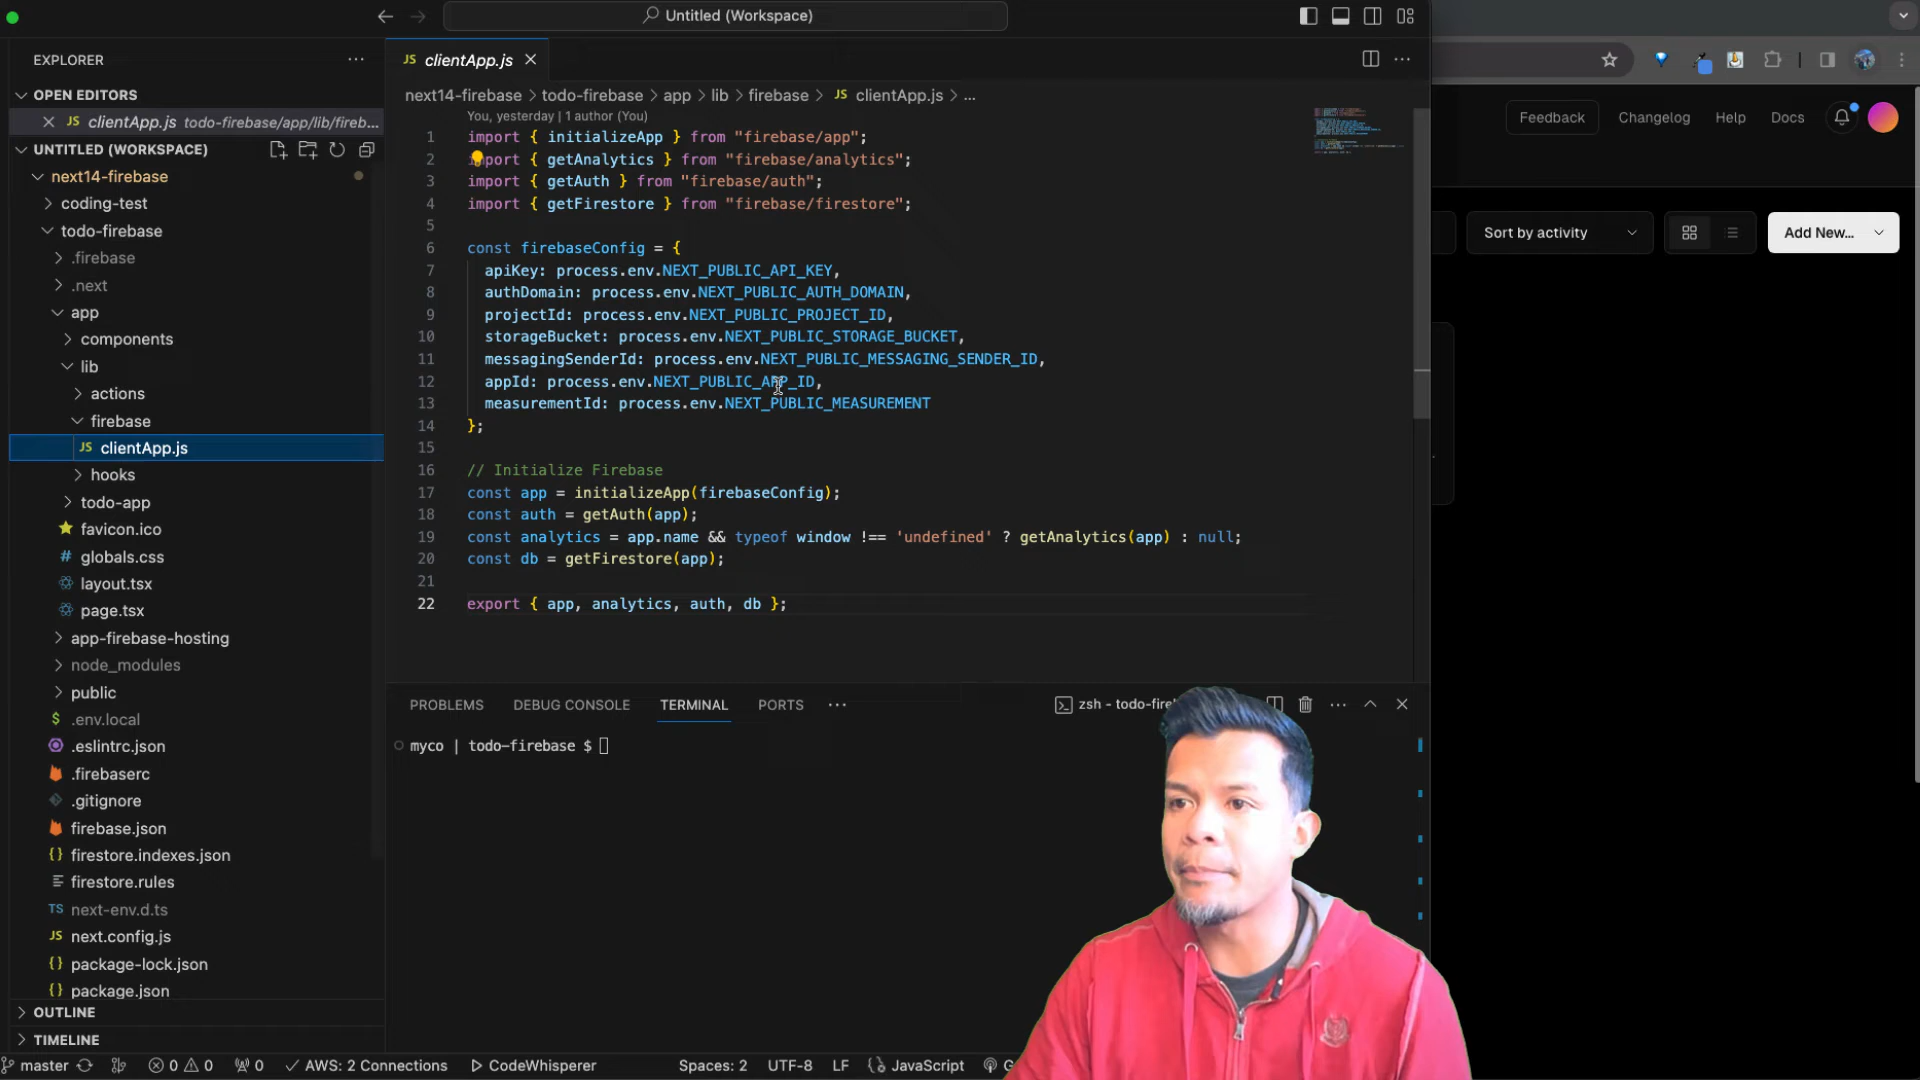 Untitled (Workspace)
EXPLORER
OPEN EDITORS
JS clientApp.js todo-firebase/app/lib/fireb...
UNTITLED (WORKSPACE)
next14-firebase
coding-test
todo-firebase
.firebase
.next
app
components
lib
actions
firebase
JS clientApp.js
hooks
todo-app
favicon.ico
# globals.css
layout.tsx
page.tsx
app-firebase-hosting
node_modules
public
$ .env.local
.eslintrc.json
.firebaserc
.gitignore
firebase.json
{} firestore.indexes.json
firestore.rules
TS next-env.d.ts
JS next.config.js
{} package-lock.json
{} package.json
OUTLINE
TIMELINE
JS clientApp.js
next14-firebase > todo-firebase > app > lib > firebase > JS clientApp.js > ...
You, yesterday | 1 author (You)
1 import { initializeApp } from "firebase/app";
2 import { getAnalytics } from "firebase/analytics";
3 import { getAuth } from "firebase/auth";
4 import { getFirestore } from "firebase/firestore";
5
6 const firebaseConfig = {
7 apiKey: process.env.NEXT_PUBLIC_API_KEY,
8 authDomain: process.env.NEXT_PUBLIC_AUTH_DOMAIN,
9 projectId: process.env.NEXT_PUBLIC_PROJECT_ID,
10 storageBucket: process.env.NEXT_PUBLIC_STORAGE_BUCKET,
11 messagingSenderId: process.env.NEXT_PUBLIC_MESSAGING_SENDER_ID,
12 appId: process.env.NEXT_PUBLIC_APP_ID,
13 measurementId: process.env.NEXT_PUBLIC_MEASUREMENT
14 };
15
16 // Initialize Firebase
17 const app = initializeApp(firebaseConfig);
18 const auth = getAuth(app);
19 const analytics = app.name && typeof window !== 'undefined' ? getAnalytics(app) : null;
20 const db = getFirestore(app);
21
22 export { app, analytics, auth, db };
PROBLEMS DEBUG CONSOLE TERMINAL PORTS
zsh - todo-fire
myco | todo-firebase $
master 0 0 0 AWS: 2 Connections CodeWhisperer Spaces: 2 UTF-8 LF {} JavaScript
Feedback Changelog Help Docs
Sort by activity Add New...